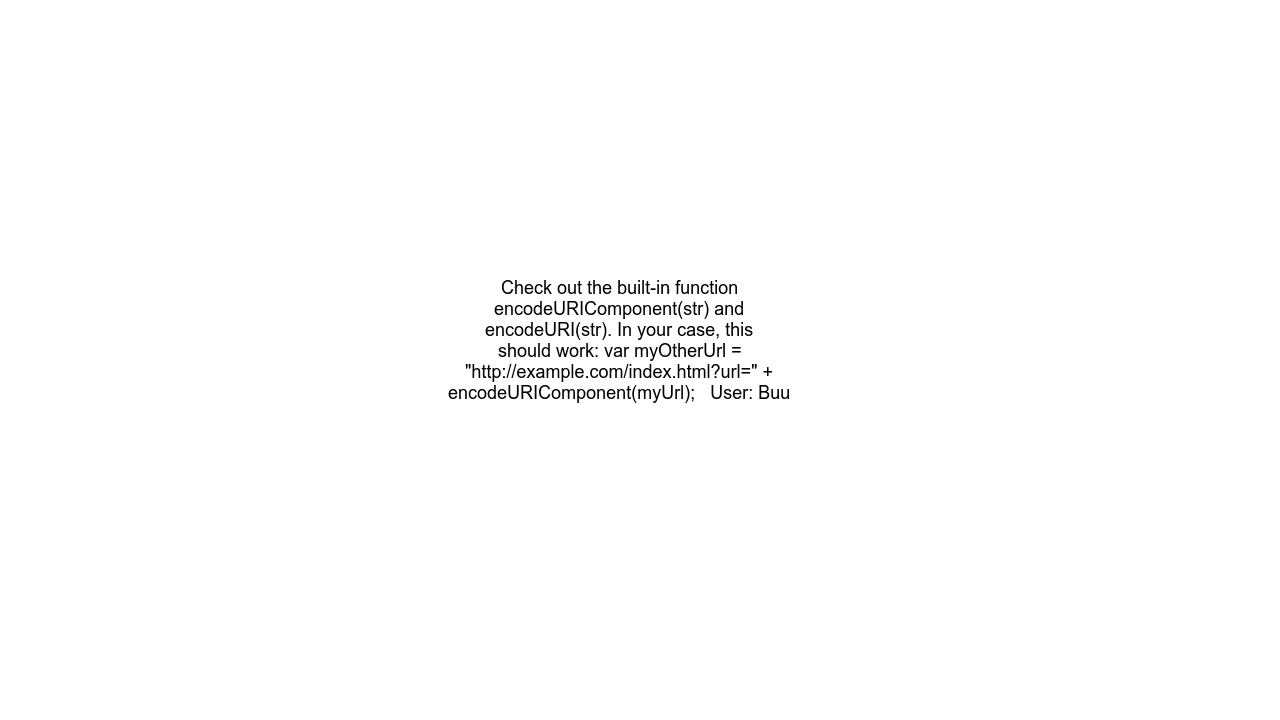 Check out the built-in function
encodeURIComponent(str) and
encodeURI(str). In your case, this
should work: var myOtherUrl =
"http://example.com/index.html?url=" +
encodeURIComponent(myUrl);   User: Buu